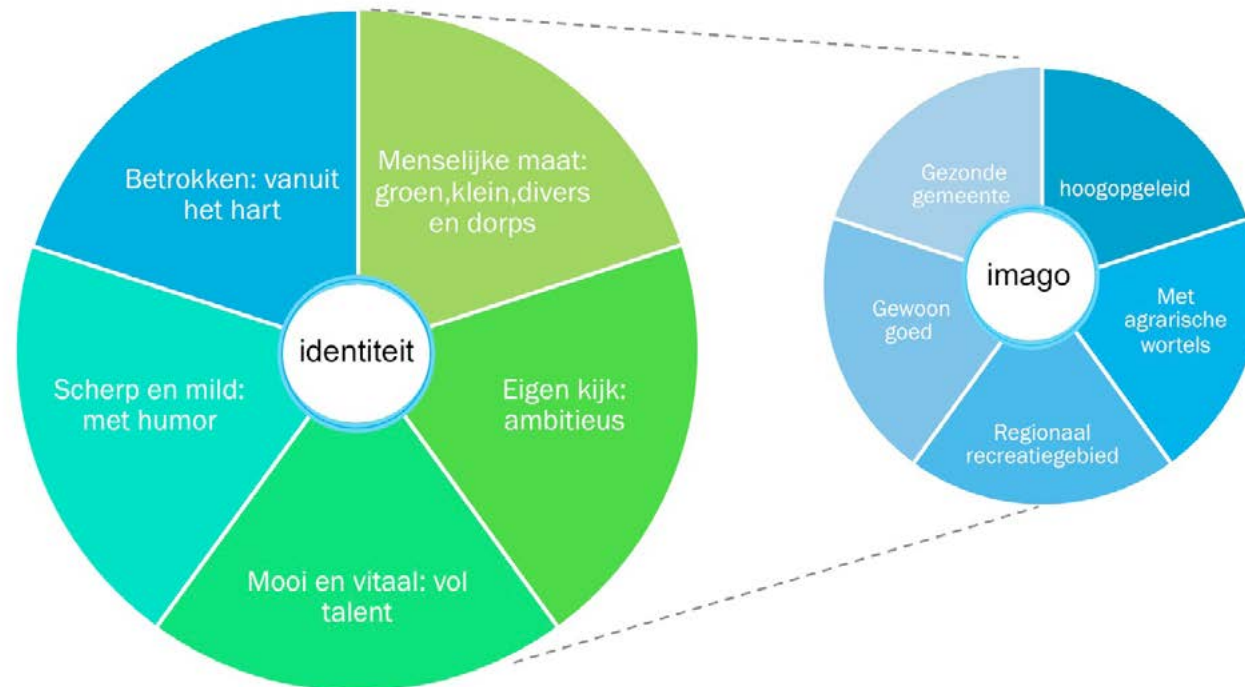 Betrokken: vanuit
het hart
Menselijke maat:
groen,klein,divers
en dorps
identiteit
Scherp en mild:
met humor
Eigen kijk:
ambitieus
Mooi en vitaal: vol
talent
Gezonde
gemeente
hoogopgeleid
imago
Gewoon
goed
Met
agrarische
wortels
Regionaal
recreatiegebied